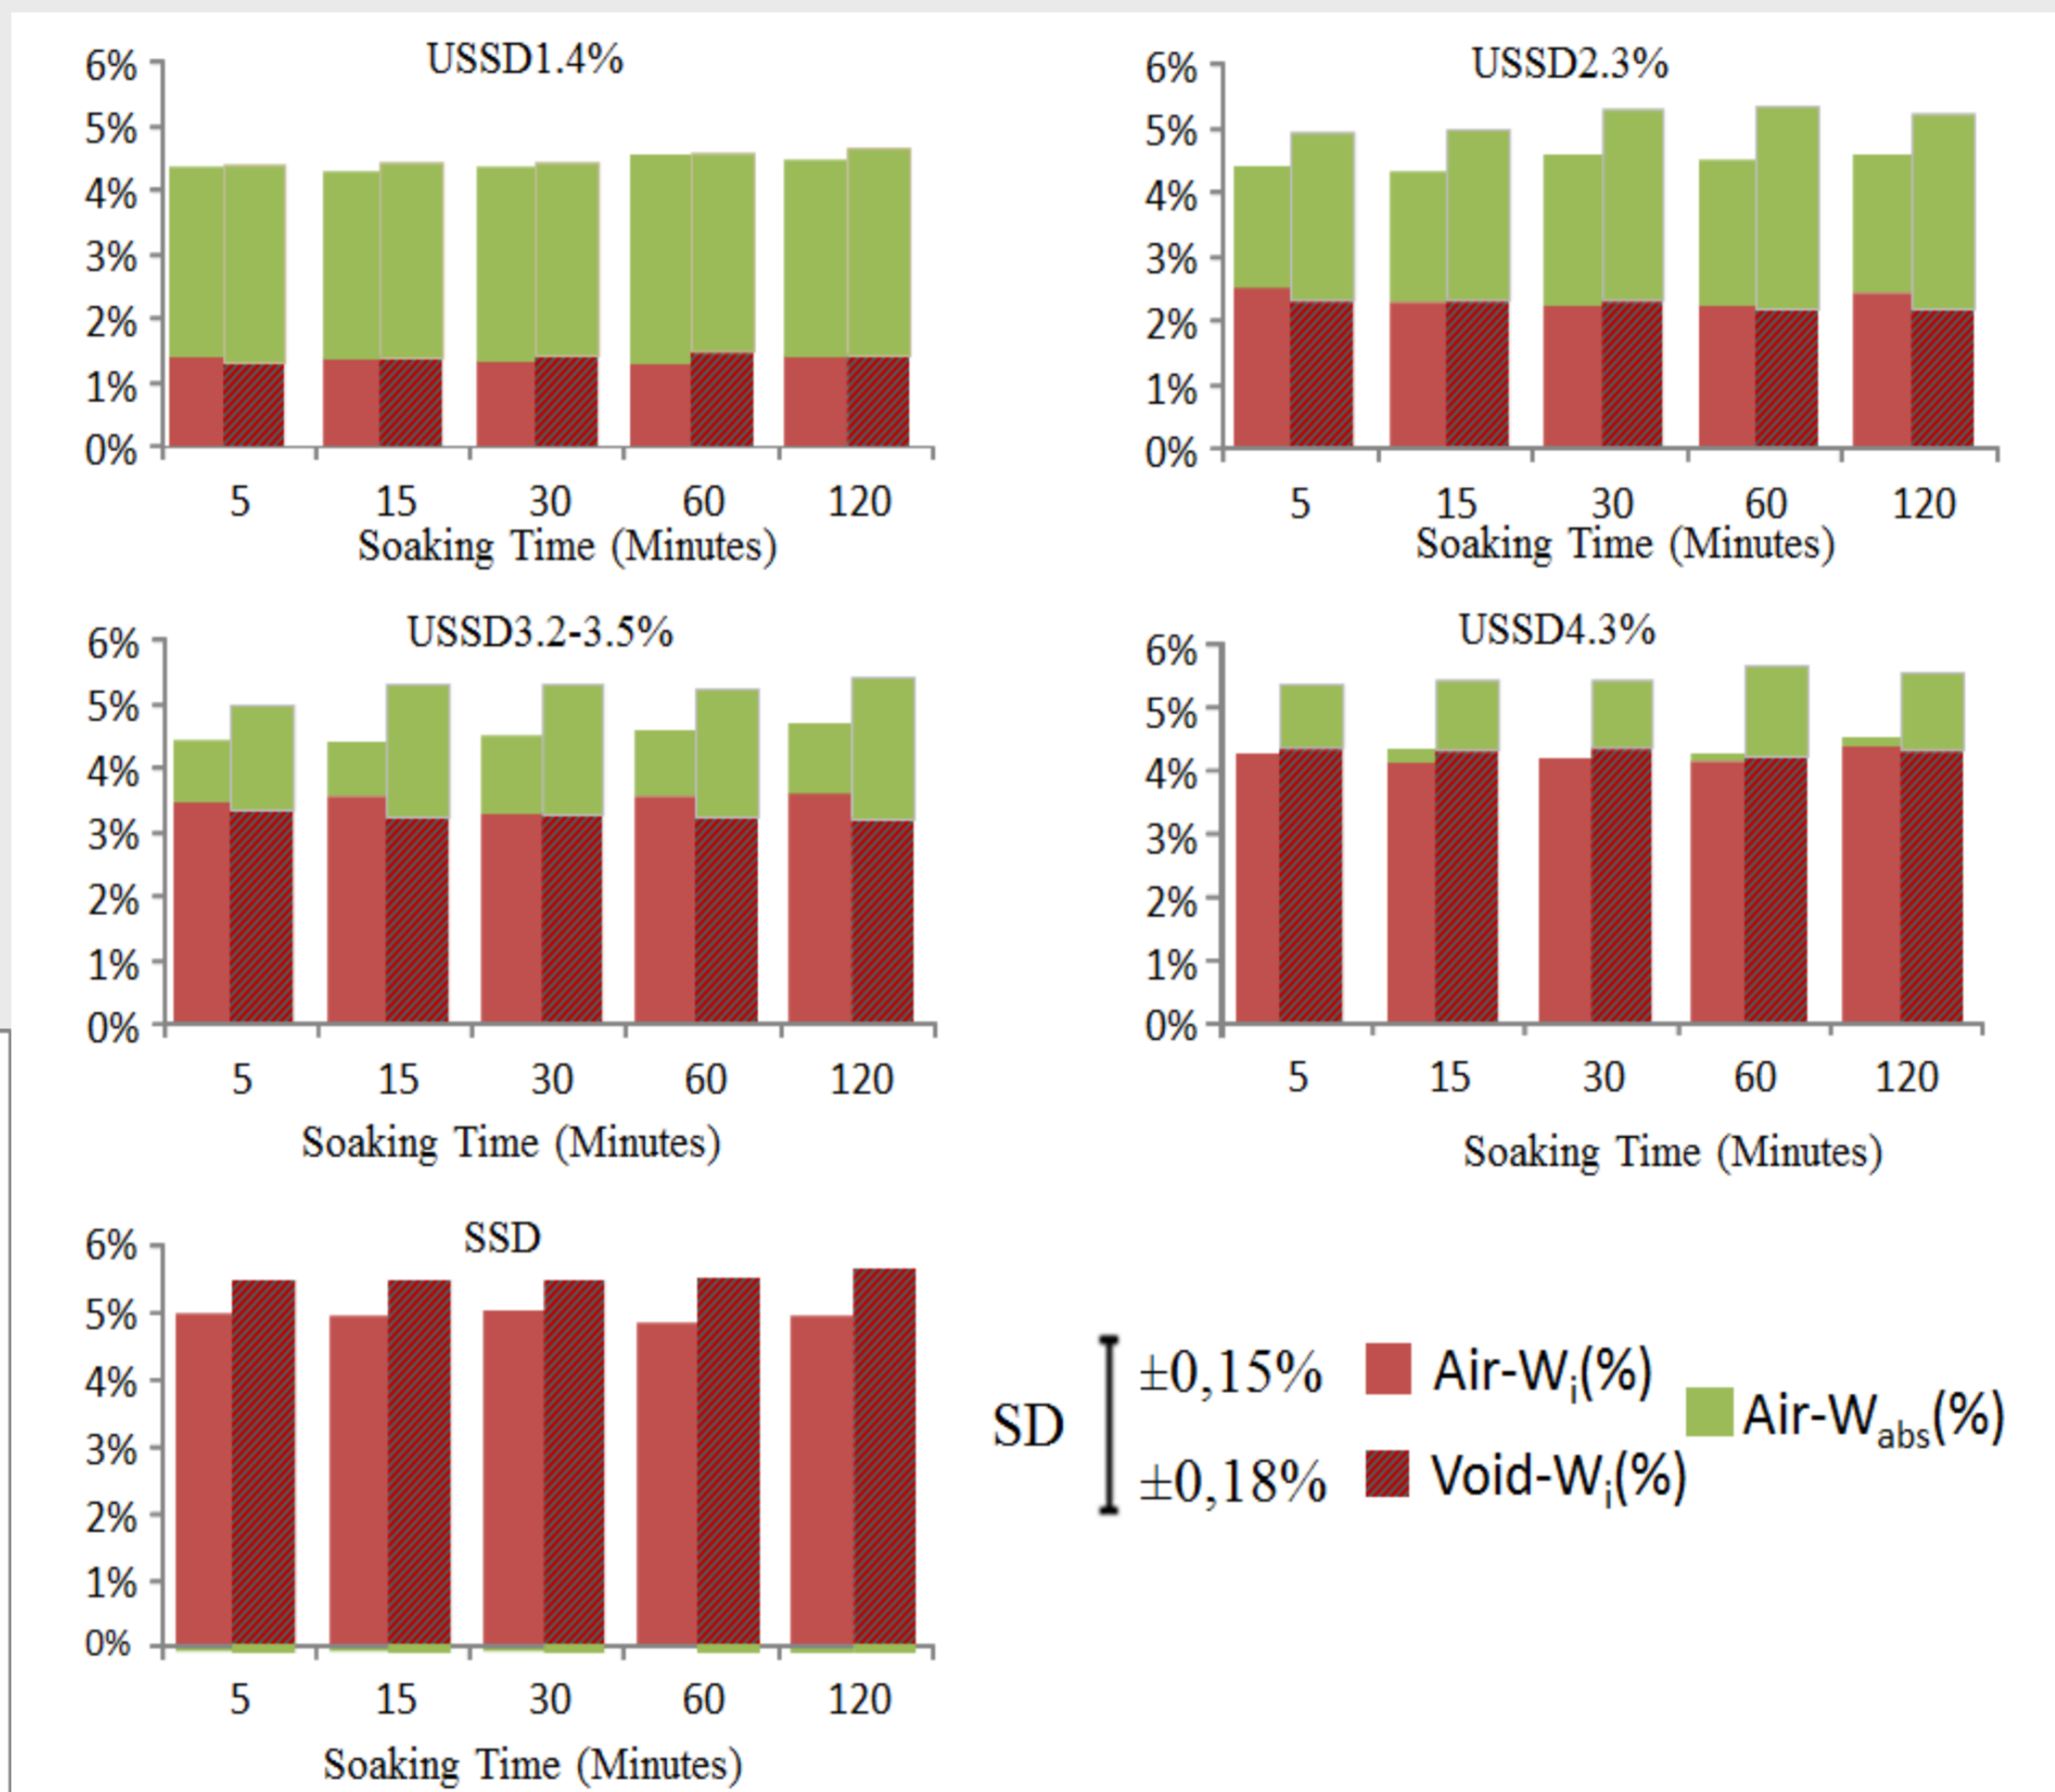 USSD1.4%
6%
5%
4%
3%
2%
1%
0%
5 15 30 60 120
Soaking Time (Minutes)
USSD2.3%
6%
5%
4%
3%
2%
1%
0%
5 15 30 60 120
Soaking Time (Minutes)
USSD3.2-3.5%
6%
5%
4%
3%
2%
1%
0%
5 15 30 60 120
Soaking Time (Minutes)
USSD4.3%
6%
5%
4%
3%
2%
1%
0%
5 15 30 60 120
Soaking Time (Minutes)
SSD
6%
5%
4%
3%
2%
1%
0%
5 15 30 60 120
Soaking Time (Minutes)
SD
±0,15%
±0,18%
Air-Wi(%)
Void-Wi(%)
Air-Wabs(%)